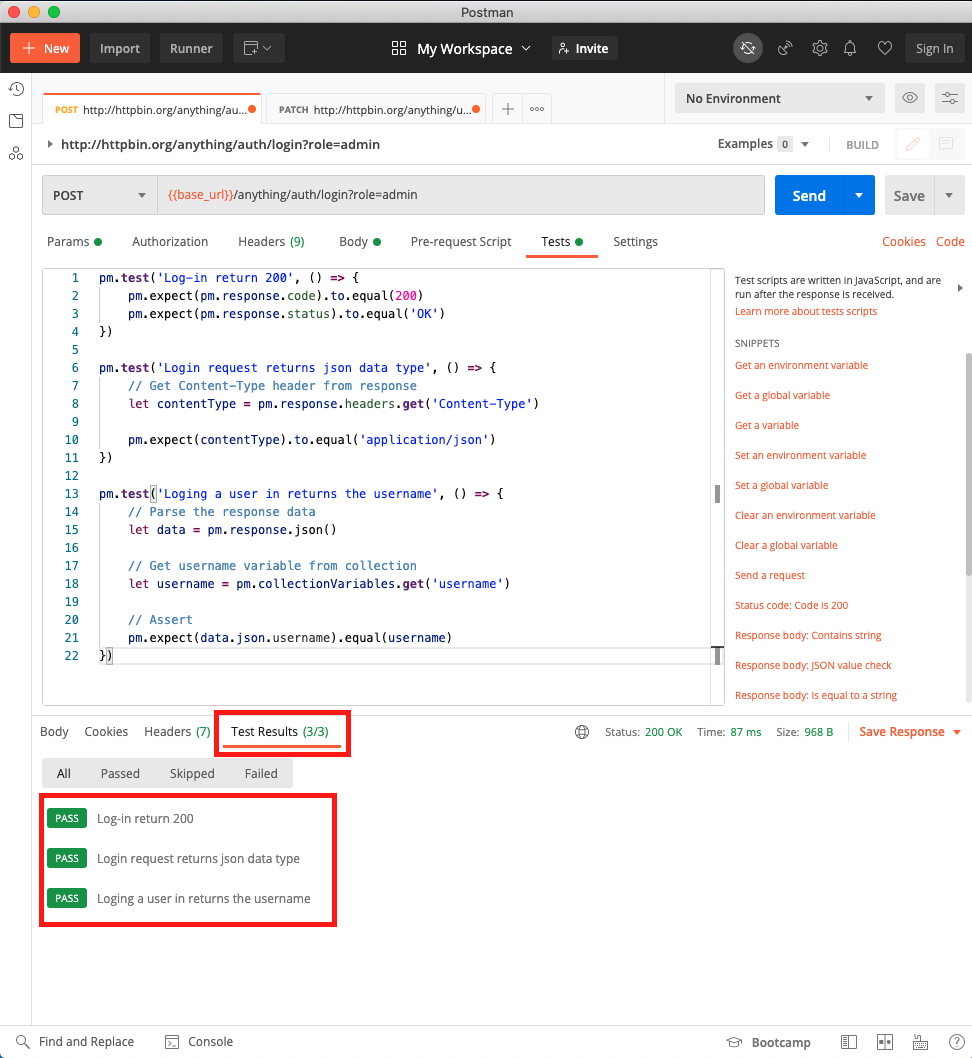 Postman
New
Import
Runner
My Workspace
Invite
Sign In
POST http://httpbin.org/anything/au...
PATCH http://httpbin.org/anything/u...
No Environment
http://httpbin.org/anything/auth/login?role=admin
Examples 0
BUILD
POST
{{base_url}}/anything/auth/login?role=admin
Send
Save
Params
Authorization
Headers (9)
Body
Pre-request Script
Tests
Settings
Cookies
Code
1 pm.test('Log-in return 200', () => {
2 pm.expect(pm.response.code).to.equal(200)
3 pm.expect(pm.response.status).to.equal('OK')
4 })
5
6 pm.test('Login request returns json data type', () => {
7 // Get Content-Type header from response
8 let contentType = pm.response.headers.get('Content-Type')
9
10 pm.expect(contentType).to.equal('application/json')
11 })
12
13 pm.test('Loging a user in returns the username', () => {
14 // Parse the response data
15 let data = pm.response.json()
16
17 // Get username variable from collection
18 let username = pm.collectionVariables.get('username')
19
20 // Assert
21 pm.expect(data.json.username).equal(username)
22 })
Test scripts are written in JavaScript, and are
run after the response is received.
Learn more about tests scripts
SNIPPETS
Get an environment variable
Get a global variable
Get a variable
Set an environment variable
Set a global variable
Clear an environment variable
Clear a global variable
Send a request
Status code: Code is 200
Response body: Contains string
Response body: JSON value check
Response body: Is equal to a string
Body
Cookies
Headers (7)
Test Results (3/3)
Status: 200 OK
Time: 87 ms
Size: 968 B
Save Response
All
Passed
Skipped
Failed
PASS Log-in return 200
PASS Login request returns json data type
PASS Loging a user in returns the username
Find and Replace
Console
Bootcamp